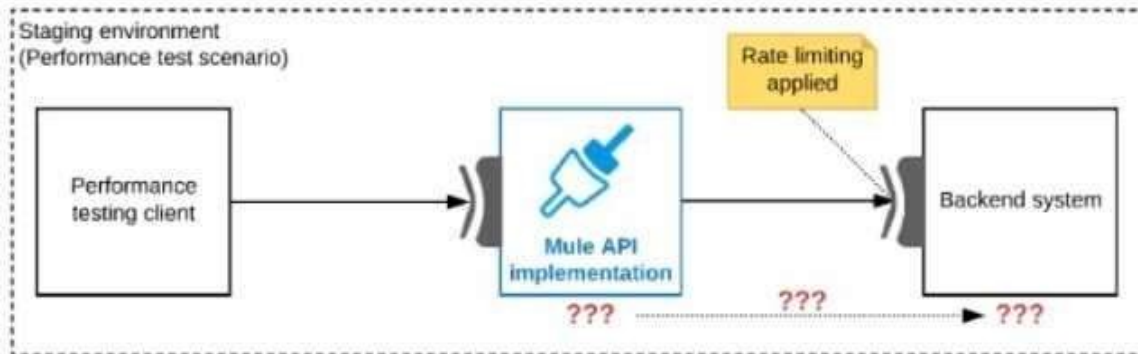 Staging environment
(Performance test scenario)
Rate limiting
applied
Performance
testing client
Mule API
implementation
Backend system
???
???
???